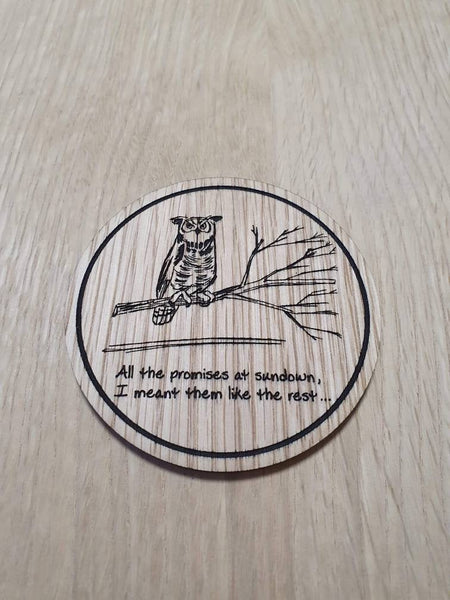 All the promises at sundown,
I meant them like the rest...